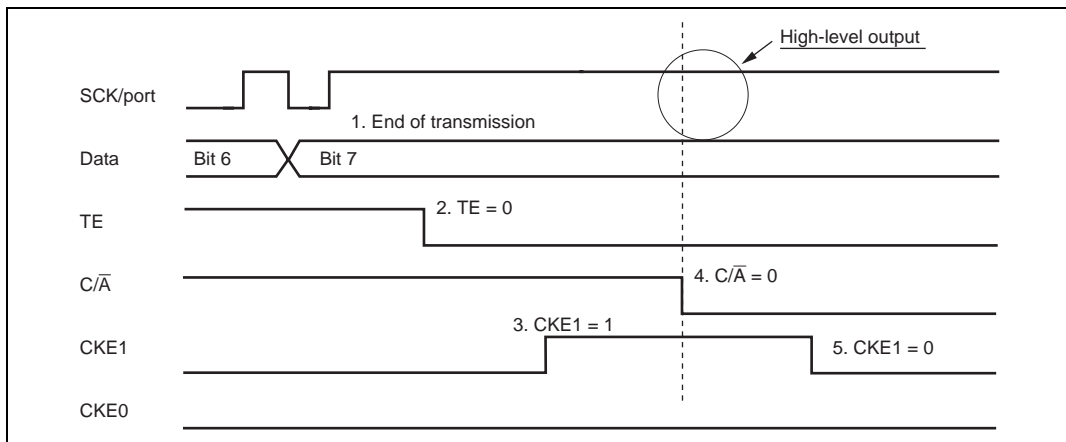 High-level output
SCK/port
1. End of transmission
Data
Bit 6
Bit 7
TE
2. TE = 0
C/A̅
4. C/A̅ = 0
3. CKE1 = 1
CKE1
5. CKE1 = 0
CKE0